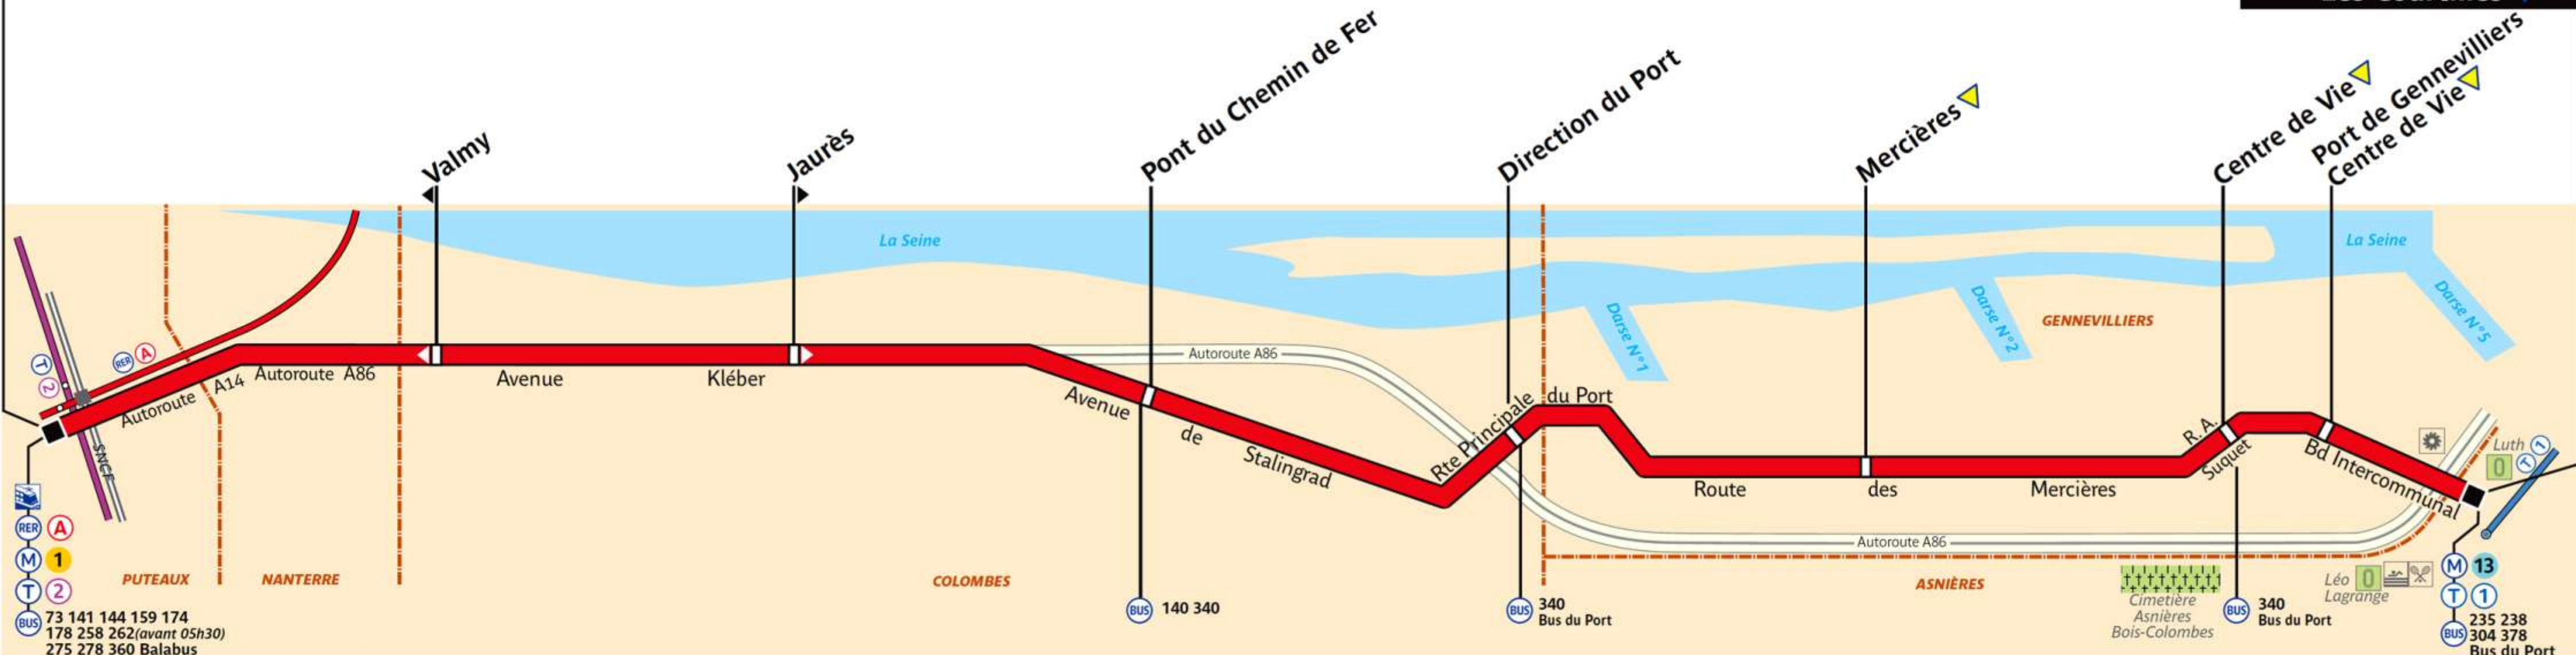 Valmy
Jaurès
Pont du Chemin de Fer
Direction du Port
Mercières
Centre de Vie
Port de Gennevilliers
Centre de Vie
La Seine
La Seine
Darse N°1
Darse N°2
Darse N°5
GENNEVILLIERS
T 2
RER A
Autoroute A14
Autoroute A86
Avenue Kléber
Autoroute A86
Avenue de Stalingrad
Rte Principale du Port
Route des Mercières
R. A. Suquet
Bd Intercommunal
Luth T 1
SNCF
Autoroute A86
PUTEAUX
NANTERRE
COLOMBES
ASNIÈRES
Cimetière
Asnières
Bois-Colombes
Léo
Lagrange
RER A
M 1
T 2
BUS 73 141 144 159 174
178 258 262(avant 05h30)
275 278 360 Balabus
BUS 140 340
BUS 340
Bus du Port
BUS 340
Bus du Port
M 13
T 1
BUS 235 238
304 378
Bus du Port